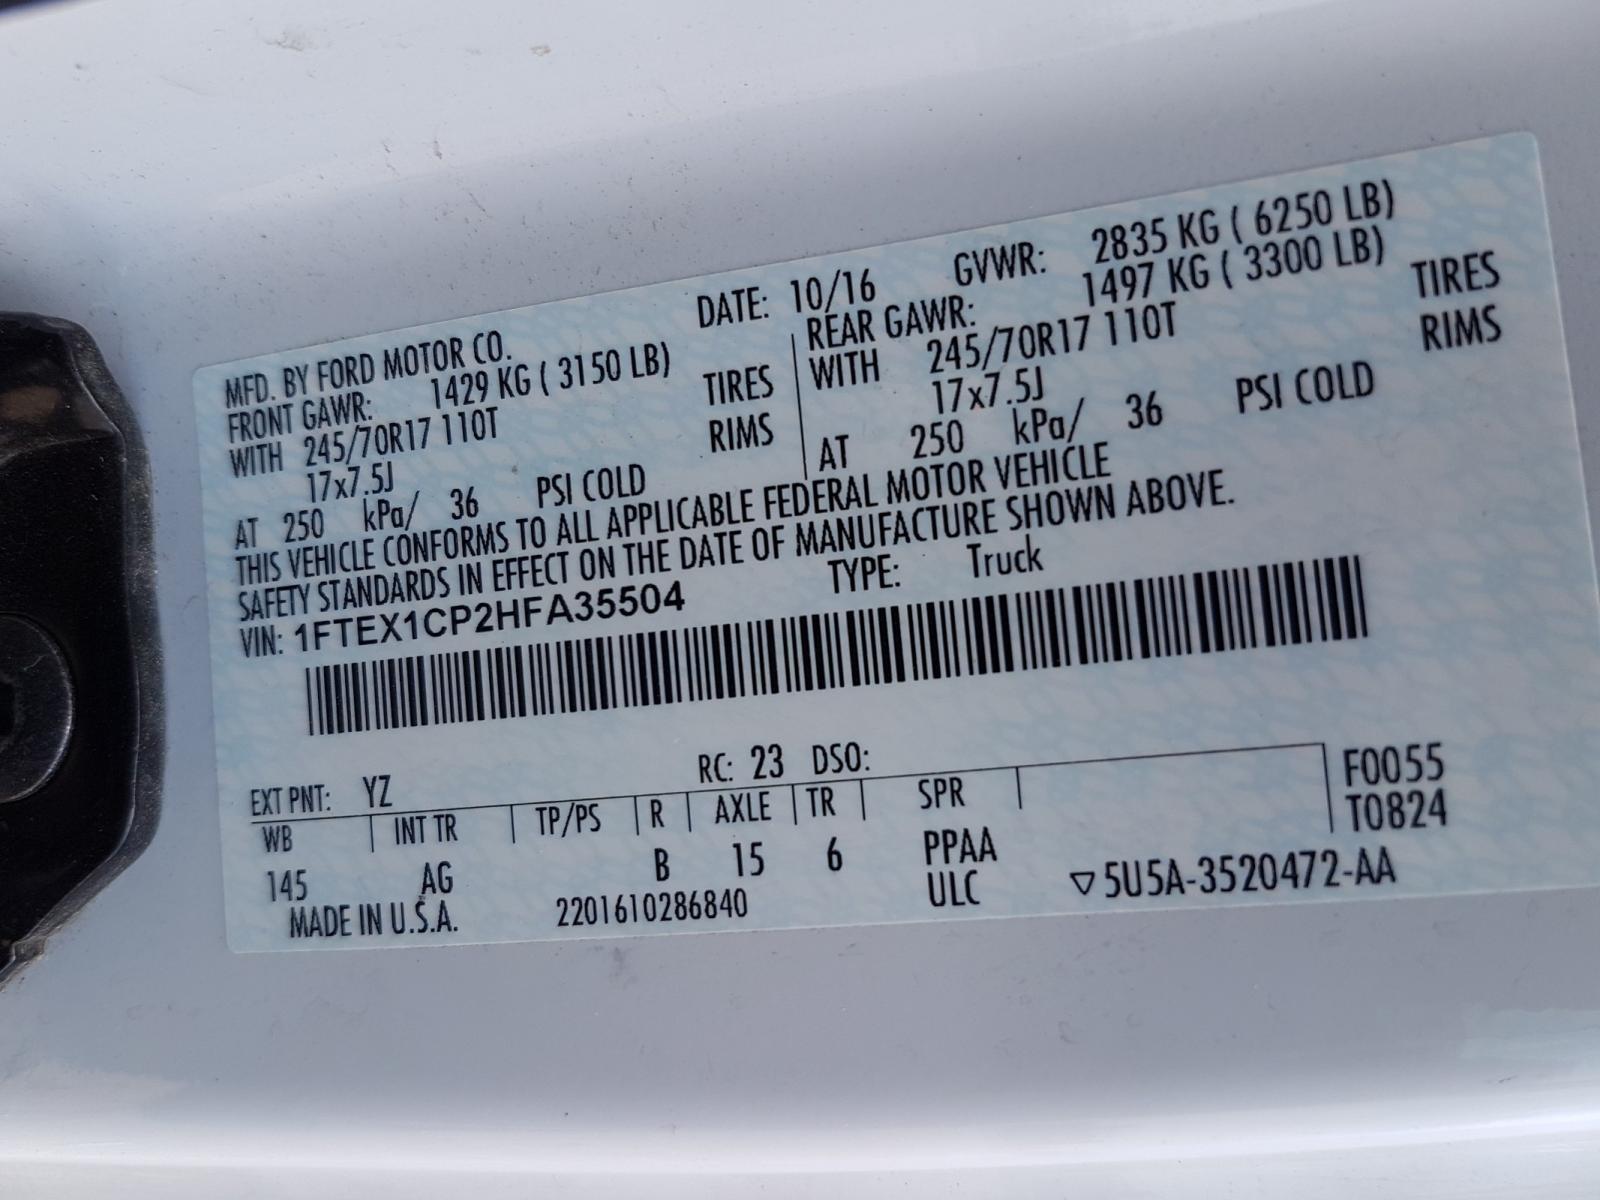 MFD. BY FORD MOTOR CO.
DATE: 10/16 GVWR: 2835 KG ( 6250 LB)
FRONT GAWR: 1429 KG ( 3150 LB)
WITH 245/70R17 110T TIRES
17x7.5J RIMS
AT 250 kPa/ 36 PSI COLD
REAR GAWR: 1497 KG ( 3300 LB)
WITH 245/70R17 110T TIRES
17x7.5J RIMS
AT 250 kPa/ 36 PSI COLD
THIS VEHICLE CONFORMS TO ALL APPLICABLE FEDERAL MOTOR VEHICLE
SAFETY STANDARDS IN EFFECT ON THE DATE OF MANUFACTURE SHOWN ABOVE.
VIN: 1FTEX1CP2HFA35504 TYPE: Truck
EXT PNT: YZ RC: 23 DSO:
WB INT TR TP/PS R AXLE TR SPR F0055
T0824
145 AG B 15 6 PPAA
MADE IN U.S.A. 2201610286840 ULC ▽5U5A-3520472-AA